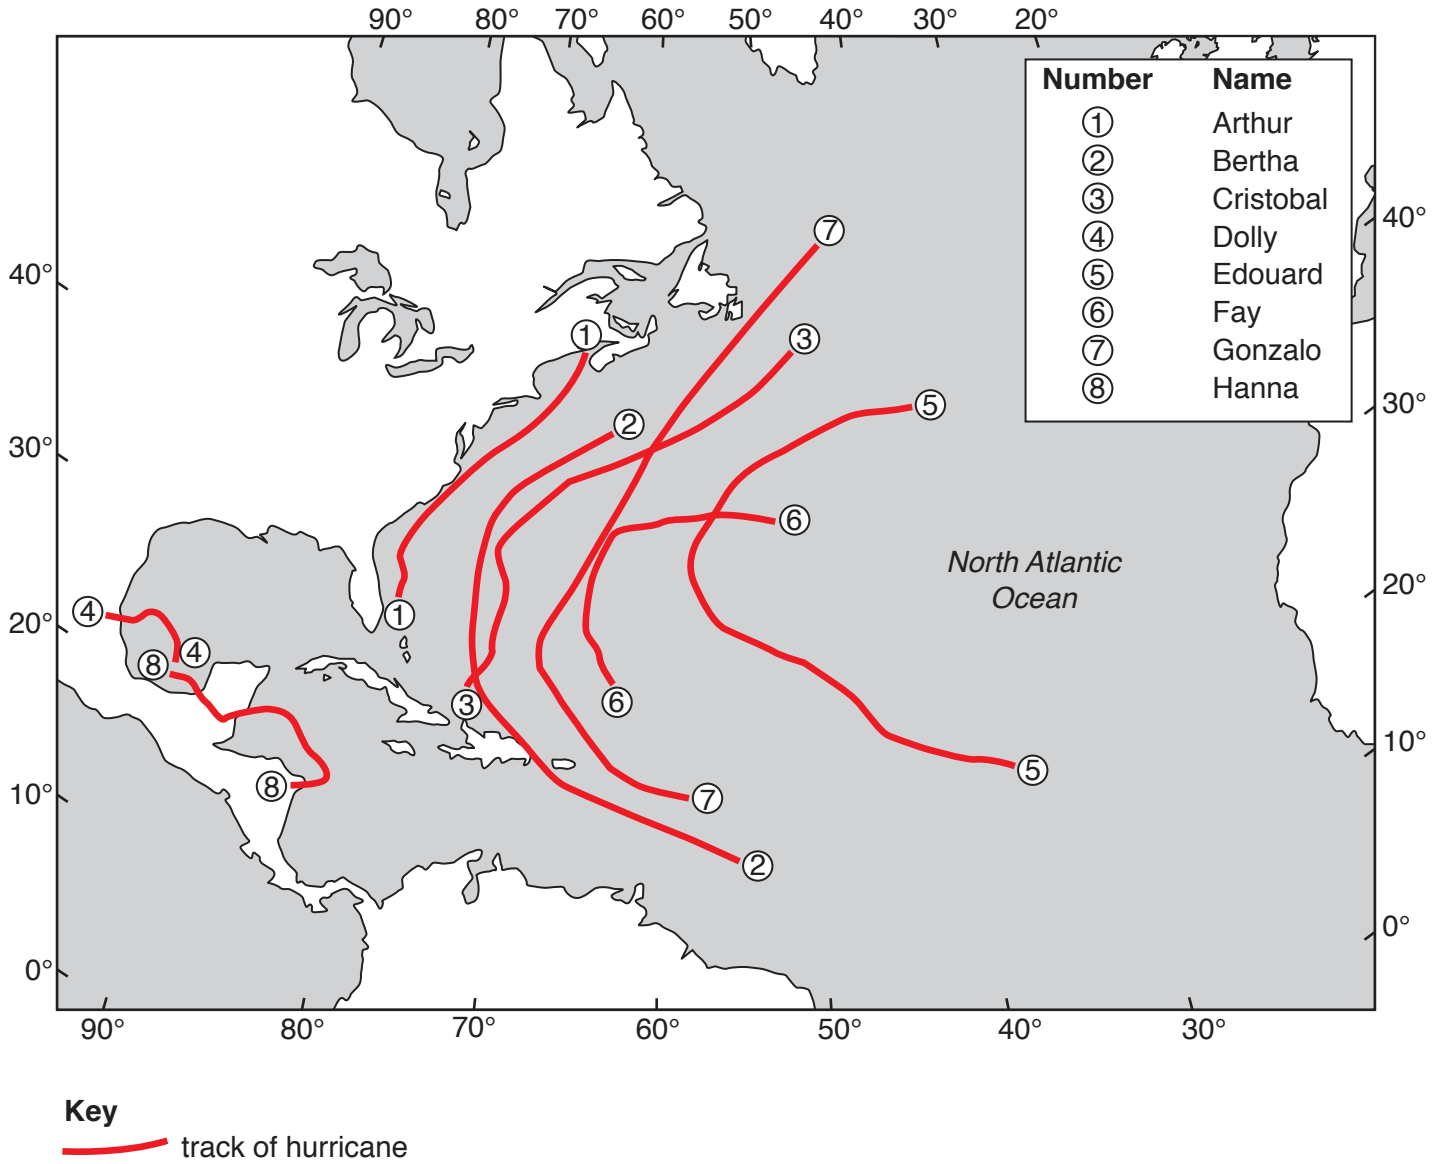 90° 80° 70° 60° 50° 40° 30° 20°
Number Name
1 Arthur
2 Bertha
3 Cristobal
4 Dolly
5 Edouard
6 Fay
7 Gonzalo
8 Hanna
40°
7
40°
1
3
30°
5
2
30°
6
North Atlantic
Ocean
20°
4
1
20°
4
8
6
3
10°
5
8
7
10°
2
0°
0°
90° 80° 70° 60° 50° 40° 30°
Key
track of hurricane